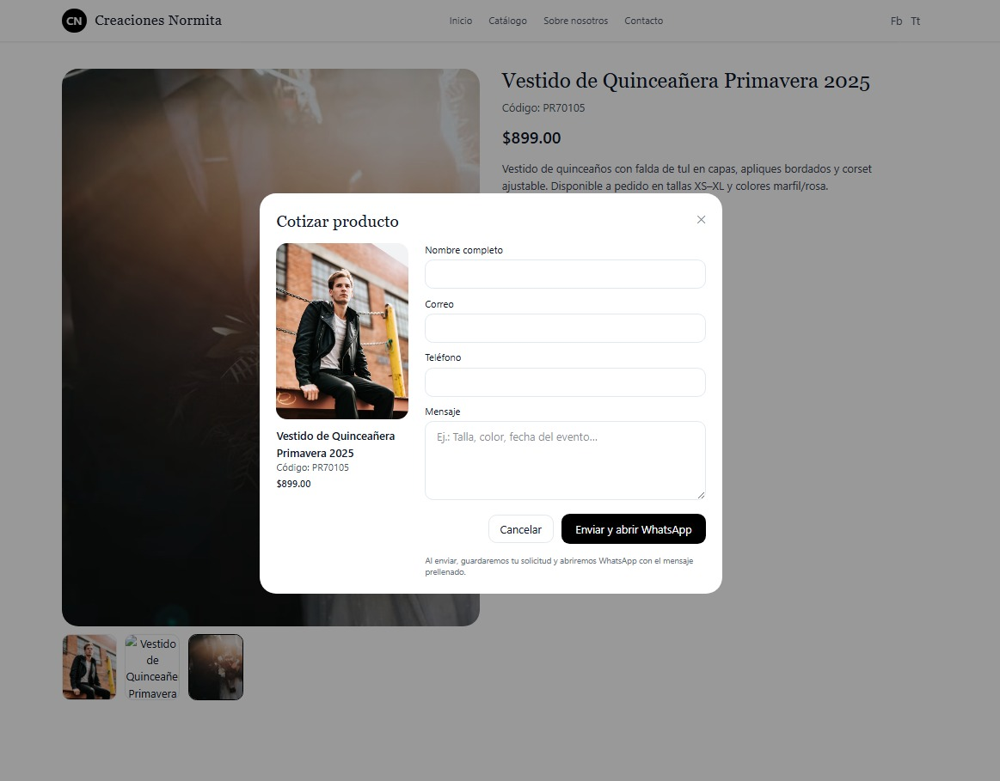 CN Creaciones Normita
Inicio Catálogo Sobre nosotros Contacto
Fb Tt
Vestido de Quinceañera Primavera 2025
Código: PR70105
$899.00
Vestido de quinceaños con falda de tul en capas, apliques bordados y corset
ajustable. Disponible a pedido en tallas XS–XL y colores marfil/rosa.
Cotizar producto
Vestido de Quinceañera
Primavera 2025
Código: PR70105
$899.00
Nombre completo
Correo
Teléfono
Mensaje
Ej.: Talla, color, fecha del evento...
Cancelar
Enviar y abrir WhatsApp
Al enviar, guardaremos tu solicitud y abriremos WhatsApp con el mensaje
prellenado.
Vestido
de
Quinceañe
Primavera